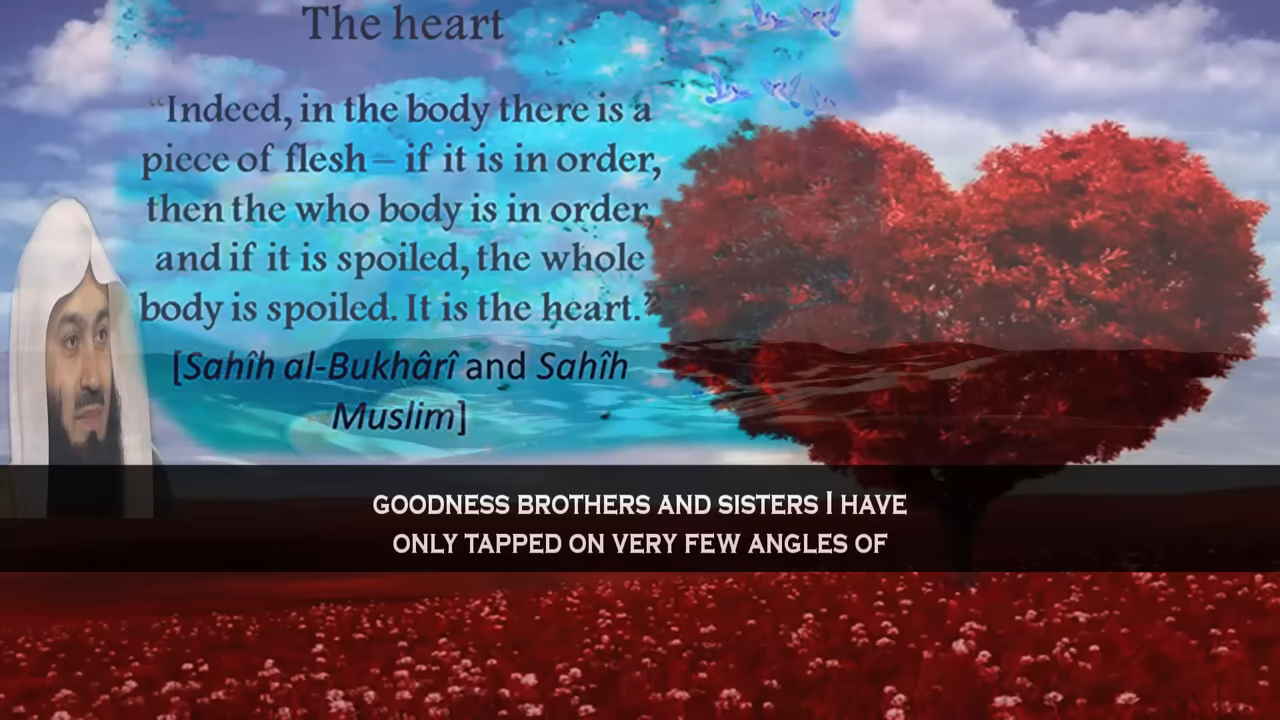 The heart
“Indeed, in the body there is a
piece of flesh – if it is in order,
then the who body is in order,
and if it is spoiled, the whole
body is spoiled. It is the heart.”
[Sahîh al-Bukhârî and Sahîh
Muslim]
GOODNESS BROTHERS AND SISTERS I HAVE
ONLY TAPPED ON VERY FEW ANGLES OF